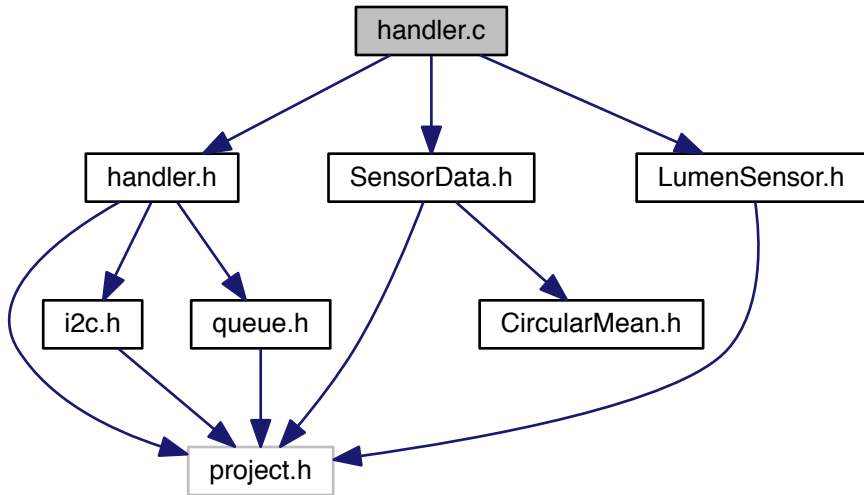 handler.c
handler.h
SensorData.h
LumenSensor.h
i2c.h
queue.h
CircularMean.h
project.h